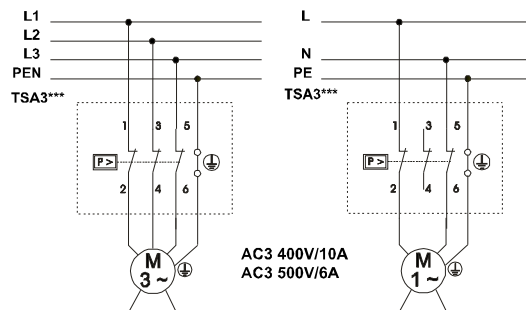 L1
L2
L3
PEN
TSA3***
1 3 5
P >
2 4 6
M
3 ~
AC3 400V/10A
AC3 500V/6A
L
N
PE
TSA3***
1 3 5
P >
2 4 6
M
1 ~